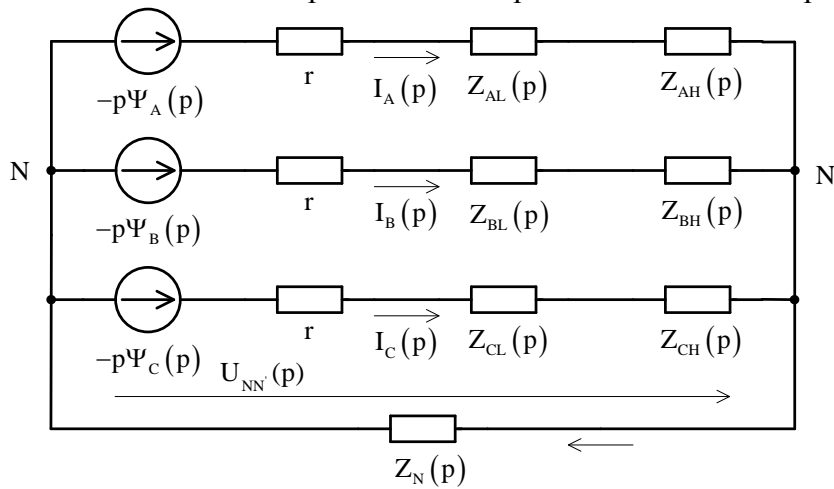 −pΨ_A(p)
r
I_A(p)
Z_AL(p)
Z_AH(p)
N
N
−pΨ_B(p)
r
I_B(p)
Z_BL(p)
Z_BH(p)
−pΨ_C(p)
r
I_C(p)
Z_CL(p)
Z_CH(p)
U_NN'(p)
Z_N(p)